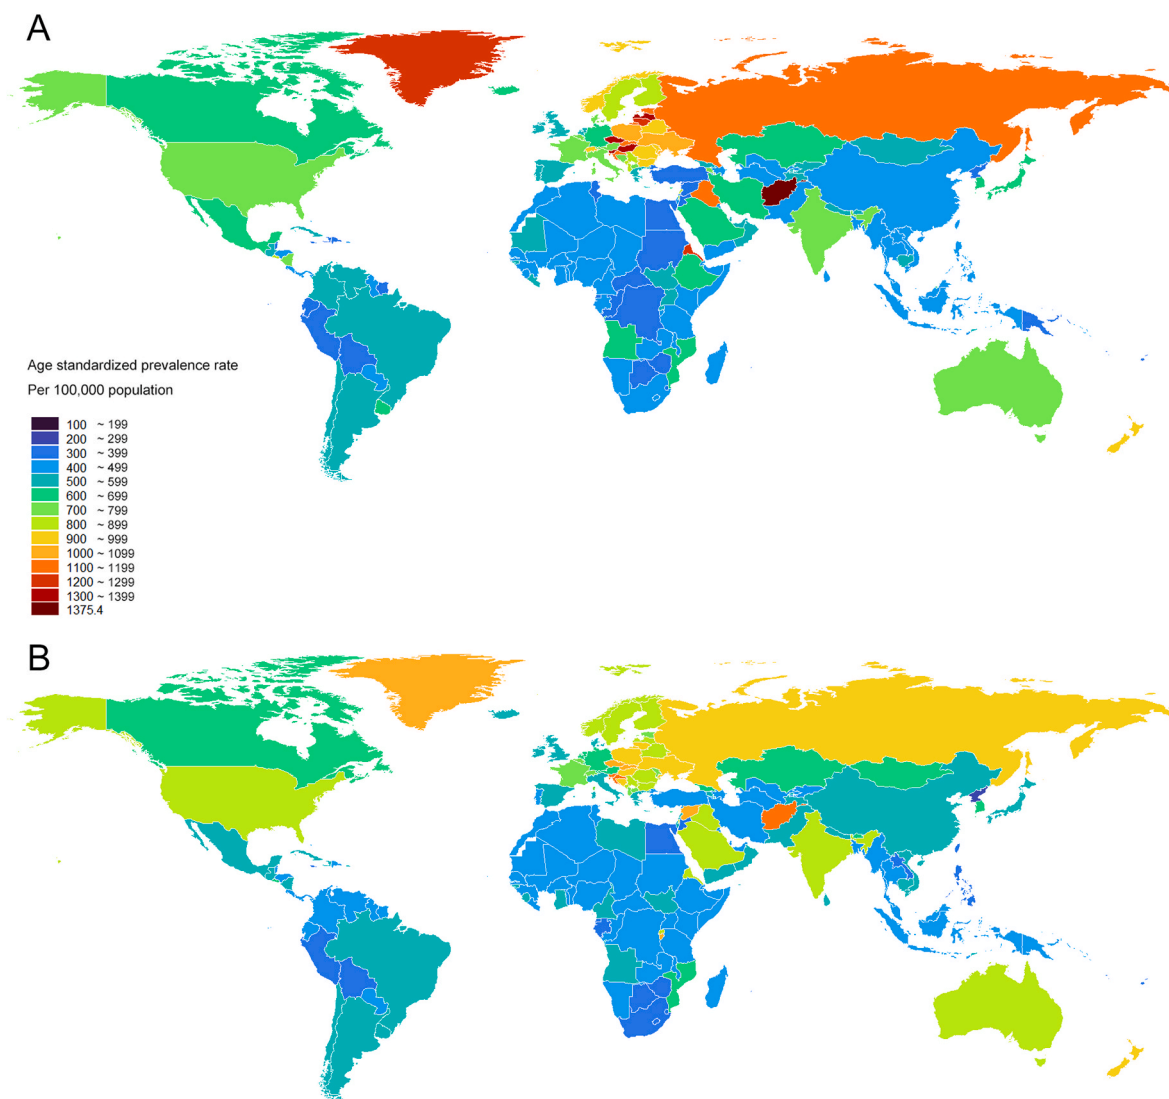 A
Age standardized prevalence rate
Per 100,000 population
100 ~ 199
200 ~ 299
300 ~ 399
400 ~ 499
500 ~ 599
600 ~ 699
700 ~ 799
800 ~ 899
900 ~ 999
1000 ~ 1099
1100 ~ 1199
1200 ~ 1299
1300 ~ 1399
1375.4
B